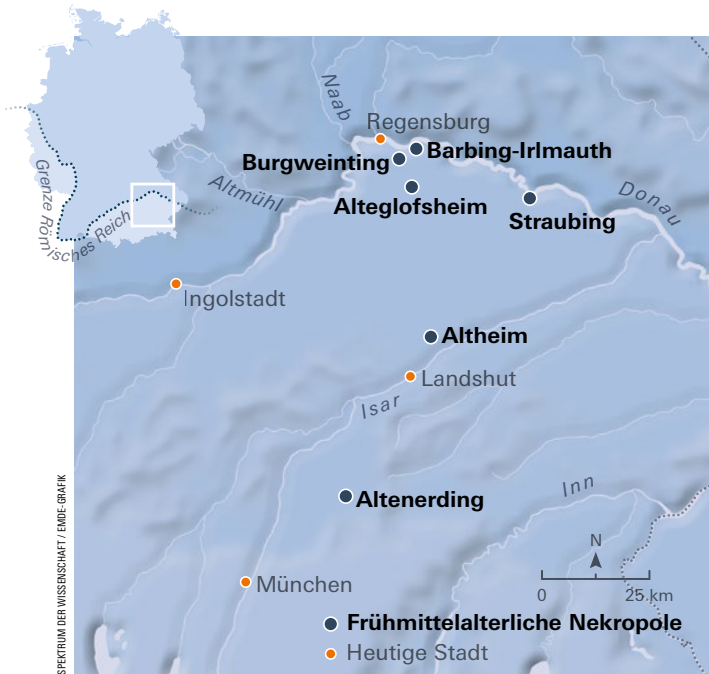 Grenze Römisches Reich
Naab
Regensburg
Burgweinting
Barbing-Irlmauth
Altmühl
Alteglofsheim
Straubing
Donau
Ingolstadt
Altheim
Landshut
Isar
Altenerding
Inn
N
0 25 km
München
Frühmittelalterliche Nekropole
Heutige Stadt
SPEKTRUM DER WISSENSCHAFT / EMDE-GRAFIK